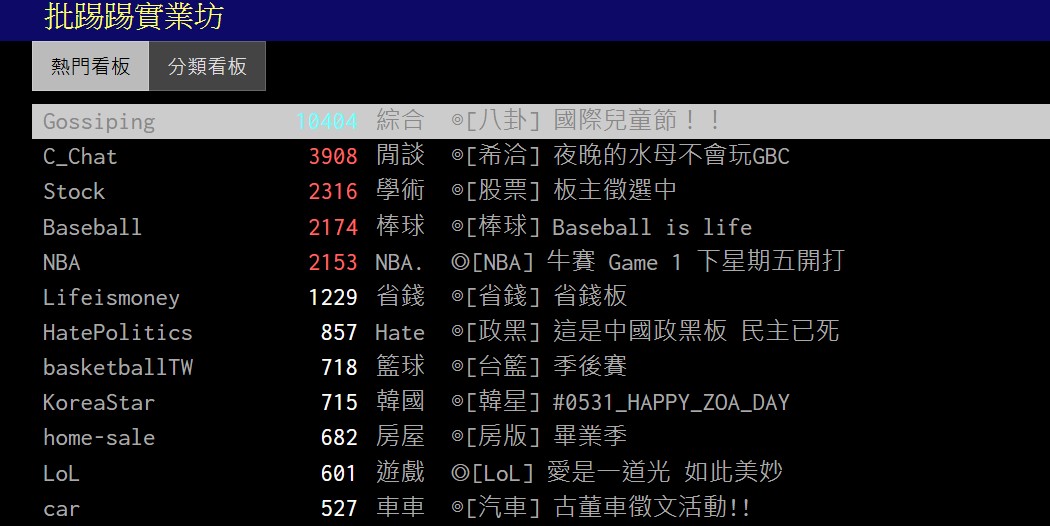 批踢踢實業坊
熱門看板 分類看板
Gossiping 10404 綜合 ◎[八卦] 國際兒童節！！
C_Chat 3908 閒談 ◎[希洽] 夜晚的水母不會玩GBC
Stock 2316 學術 ◎[股票] 板主徵選中
Baseball 2174 棒球 ◎[棒球] Baseball is life
NBA 2153 NBA. ◎[NBA] 牛賽 Game 1 下星期五開打
Lifeismoney 1229 省錢 ◎[省錢] 省錢板
HatePolitics 857 Hate ◎[政黑] 這是中國政黑板 民主已死
basketballTW 718 籃球 ◎[台籃] 季後賽
KoreaStar 715 韓國 ◎[韓星] #0531_HAPPY_ZOA_DAY
home-sale 682 房屋 ◎[房版] 畢業季
LoL 601 遊戲 ◎[LoL] 愛是一道光 如此美妙
car 527 車車 ◎[汽車] 古董車徵文活動!!